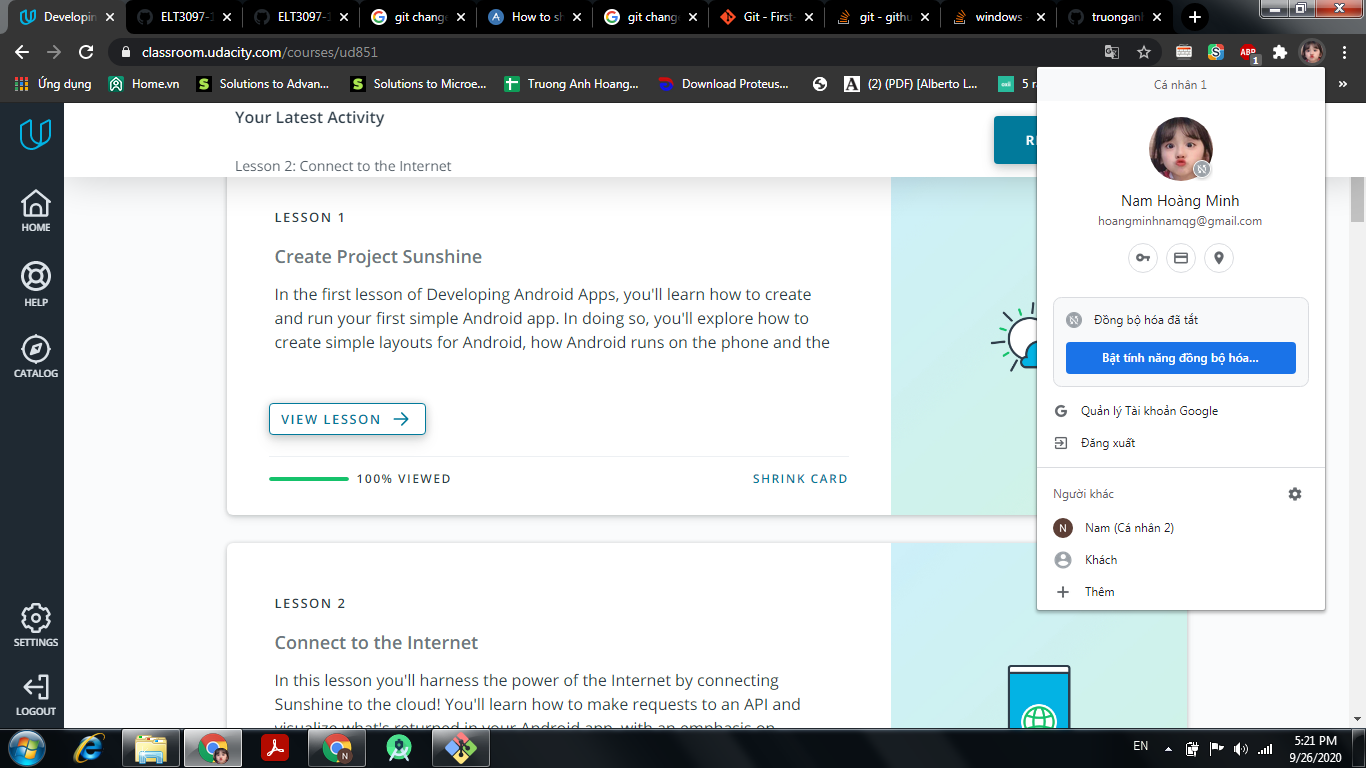 Developin
ELT3097-1
ELT3097-1
git change
How to sh
git change
Git - First-
git - githu
windows
truongan
classroom.udacity.com/courses/ud851
ABP
1
Ứng dụng
Home.vn
Solutions to Advan...
Solutions to Microe...
Truong Anh Hoang...
Download Proteus...
(2) (PDF) [Alberto L...
»
Your Latest Activity
Lesson 2: Connect to the Internet
HOME
HELP
CATALOG
SETTINGS
LOGOUT
LESSON 1
Create Project Sunshine
In the first lesson of Developing Android Apps, you'll learn how to create
and run your first simple Android app. In doing so, you'll explore how to
create simple layouts for Android, how Android runs on the phone and the
VIEW LESSON
100% VIEWED
SHRINK CARD
LESSON 2
Connect to the Internet
In this lesson you'll harness the power of the Internet by connecting
Sunshine to the cloud! You'll learn how to make requests to an API and
visualize what's returned in your Android app, with an emphasis on
Cá nhân 1
Nam Hoàng Minh
hoangminhnamqg@gmail.com
Đồng bộ hóa đã tắt
Bật tính năng đồng bộ hóa...
Quản lý Tài khoản Google
Đăng xuất
Người khác
N
Nam (Cá nhân 2)
Khách
Thêm
N
EN
5:21 PM
9/26/2020